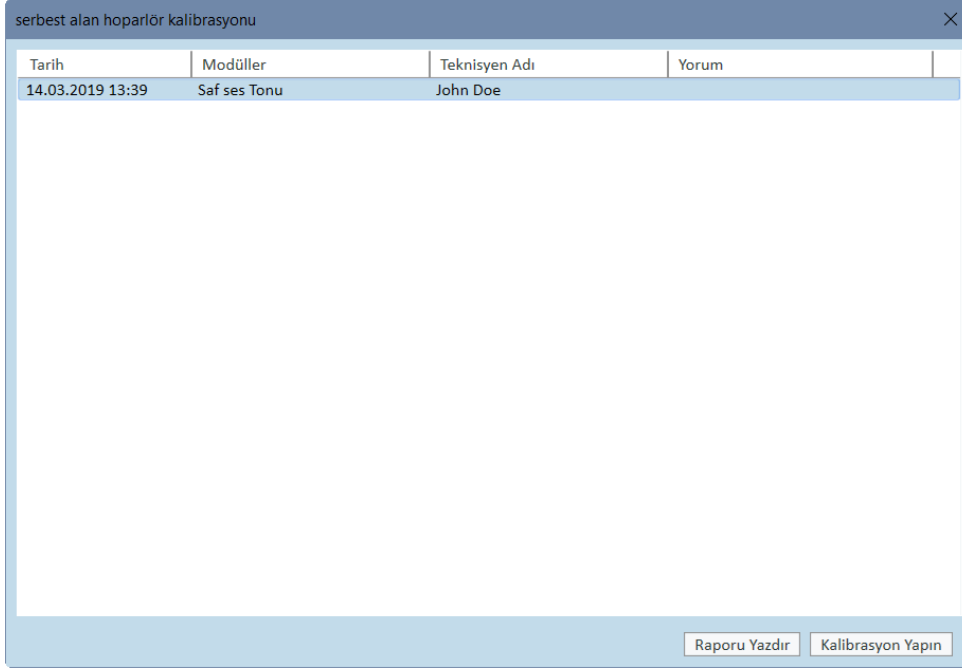 serbest alan hoparlör kalibrasyonu
Tarih Modüller Teknisyen Adı Yorum
14.03.2019 13:39 Saf ses Tonu John Doe
Raporu Yazdır Kalibrasyon Yapın